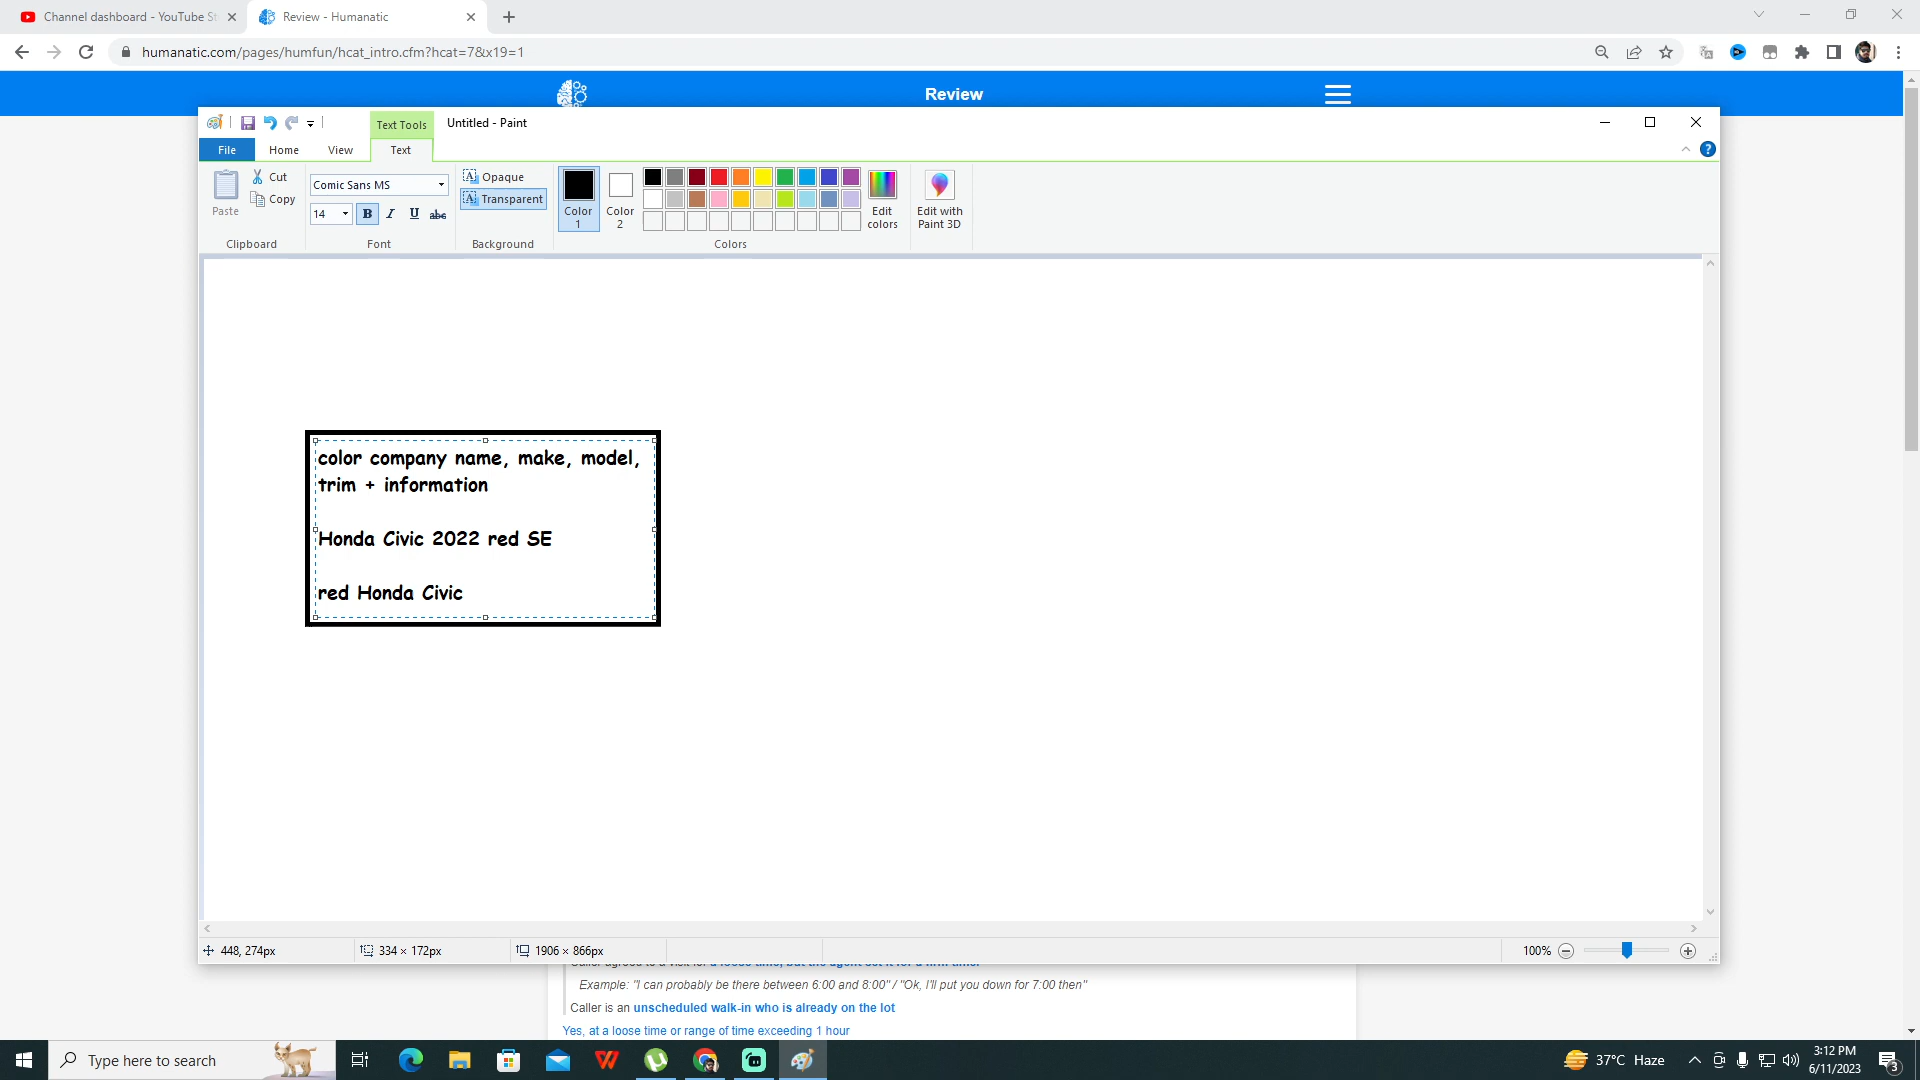 Channel dashboard - YouTube St
Review - Humanatic
humanatic.com/pages/humfun/hcat_intro.cfm?hcat=7&x19=1
Review
Text Tools
Untitled - Paint
File
Home
View
Text
Paste
Cut
Copy
Clipboard
Comic Sans MS
14
B
I
U
abc
Font
Opaque
Transparent
Background
Color 1
Color 2
Colors
Edit colors
Edit with Paint 3D
color company name, make, model,
trim + information
Honda Civic 2022 red SE
red Honda Civic
448, 274px
334 × 172px
1906 × 866px
100%
Example: "I can probably be there between 6:00 and 8:00" / "Ok, I'll put you down for 7:00 then"
Caller is an unscheduled walk-in who is already on the lot
Yes, at a loose time or range of time exceeding 1 hour
Type here to search
37°C Haze
3:12 PM
6/11/2023
3